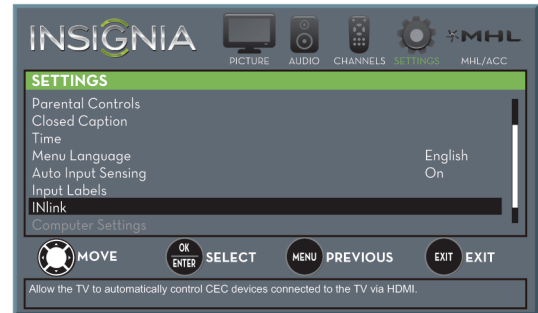 INSIGNIA
MHL
PICTURE AUDIO CHANNELS SETTINGS MHL/ACC
SETTINGS
Parental Controls
Closed Caption
Time
Menu Language English
Auto Input Sensing On
Input Labels
INlink
Computer Settings
MOVE OK ENTER SELECT MENU PREVIOUS EXIT EXIT
Allow the TV to automatically control CEC devices connected to the TV via HDMI.